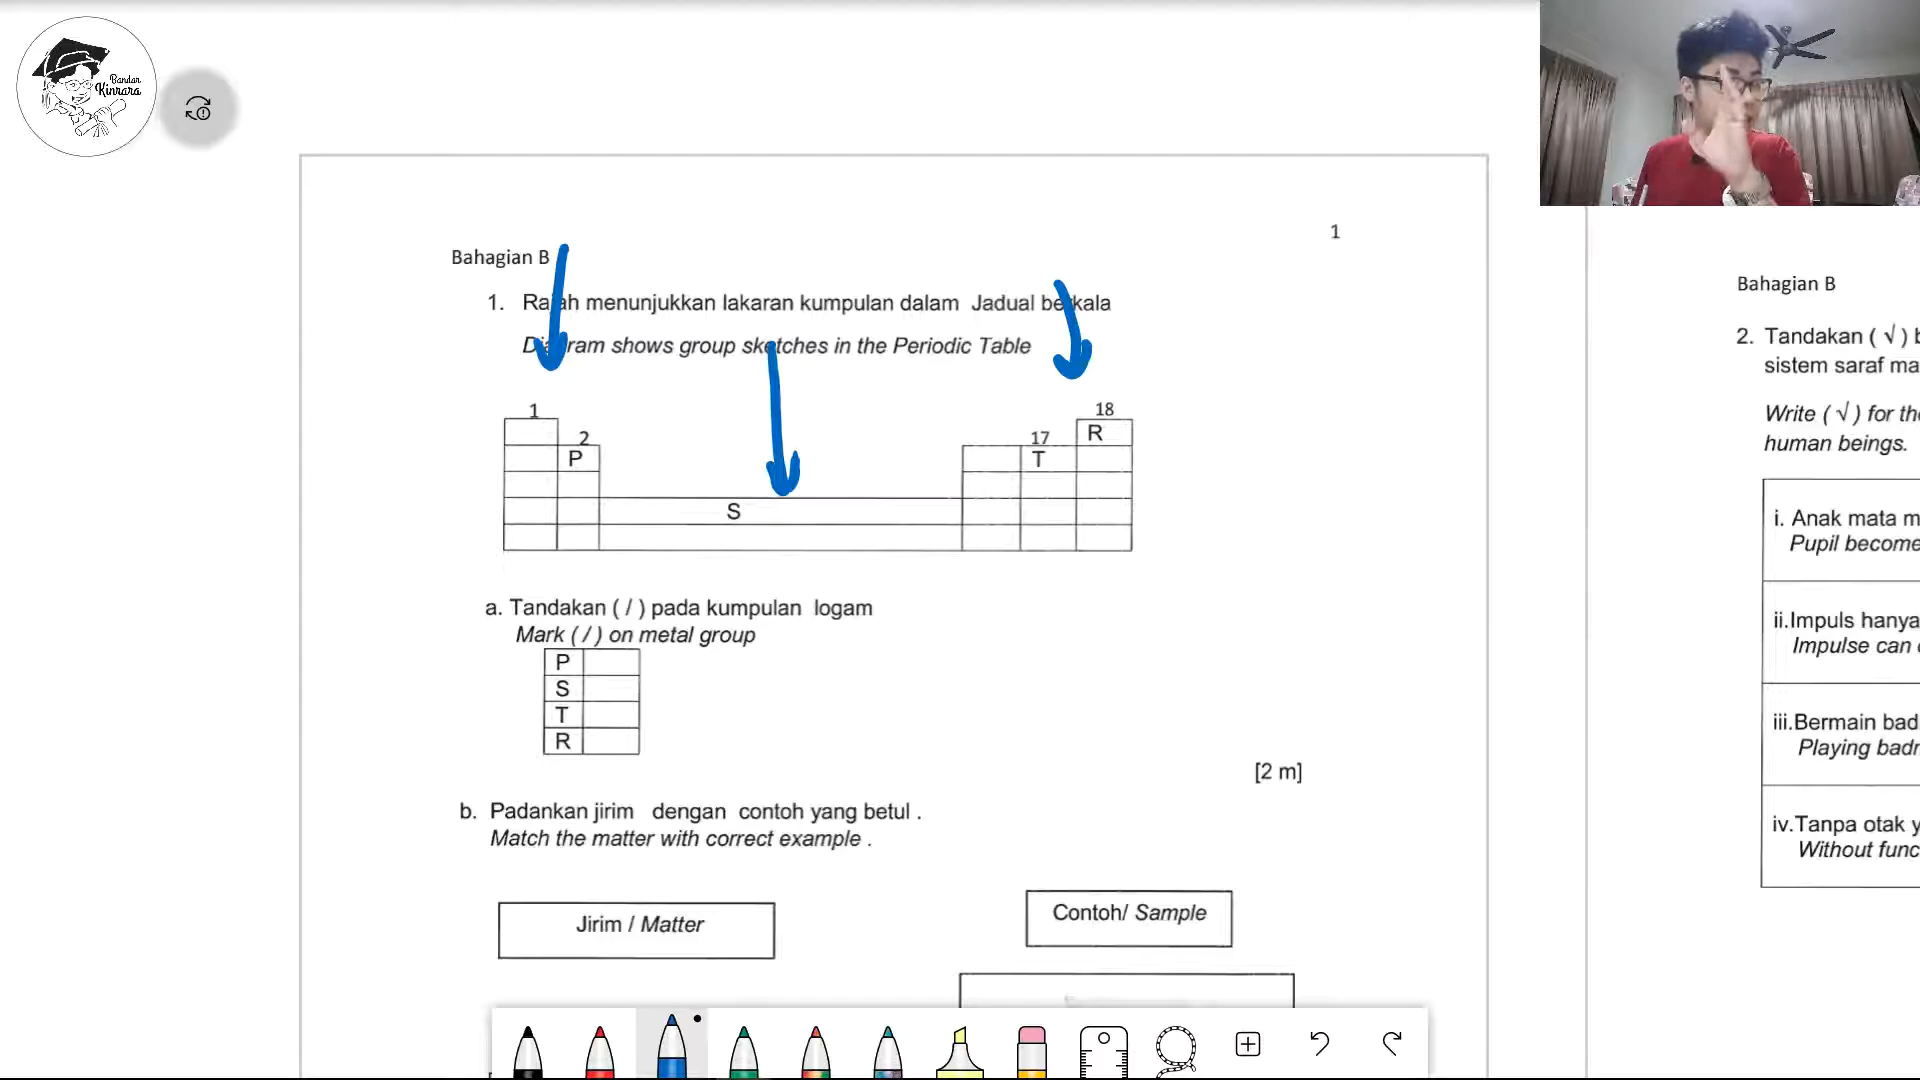 Bandar
Kinrara
1
Bahagian B
1. Rajah menunjukkan lakaran kumpulan dalam Jadual berkala
Diagram shows group sketches in the Periodic Table
1
18
2
17
R
P
T
S
a. Tandakan ( / ) pada kumpulan logam
Mark ( / ) on metal group
P
S
T
R
[2 m]
b. Padankan jirim dengan contoh yang betul .
Match the matter with correct example .
Jirim / Matter
Contoh/ Sample
Bahagian B
2. Tandakan ( √ ) b
sistem saraf ma
Write ( √ ) for the
human beings.
i. Anak mata m
Pupil become
ii.Impuls hanya
Impulse can
iii.Bermain bad
Playing badr
iv.Tanpa otak y
Without func